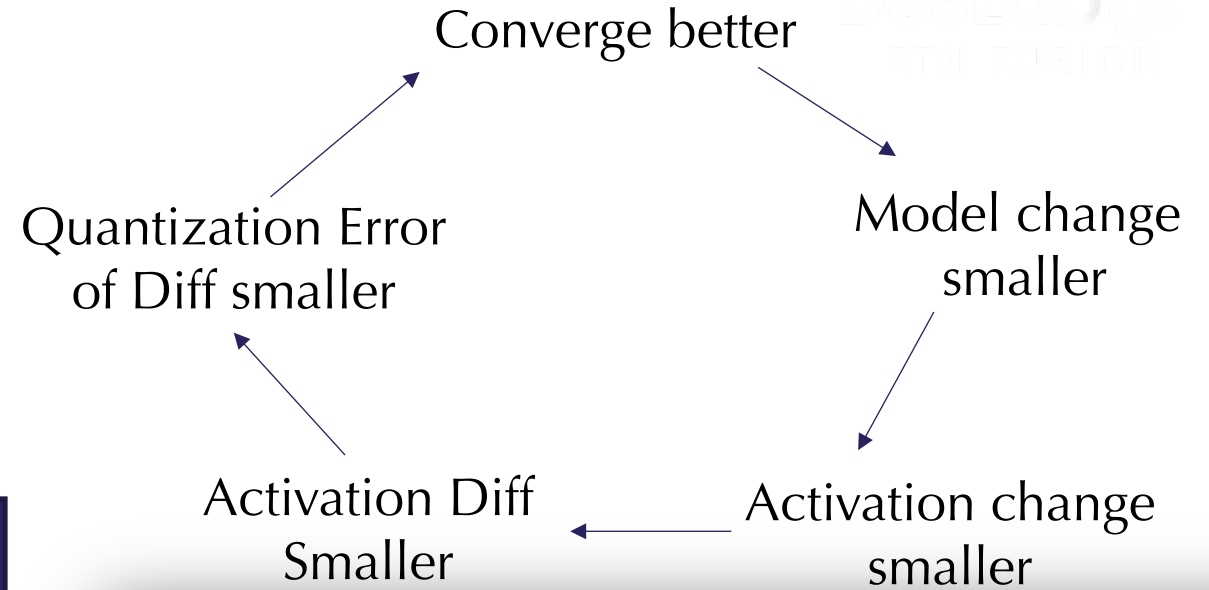 Converge better
Model change
smaller
Activation change
smaller
Activation Diff
Smaller
Quantization Error
of Diff smaller